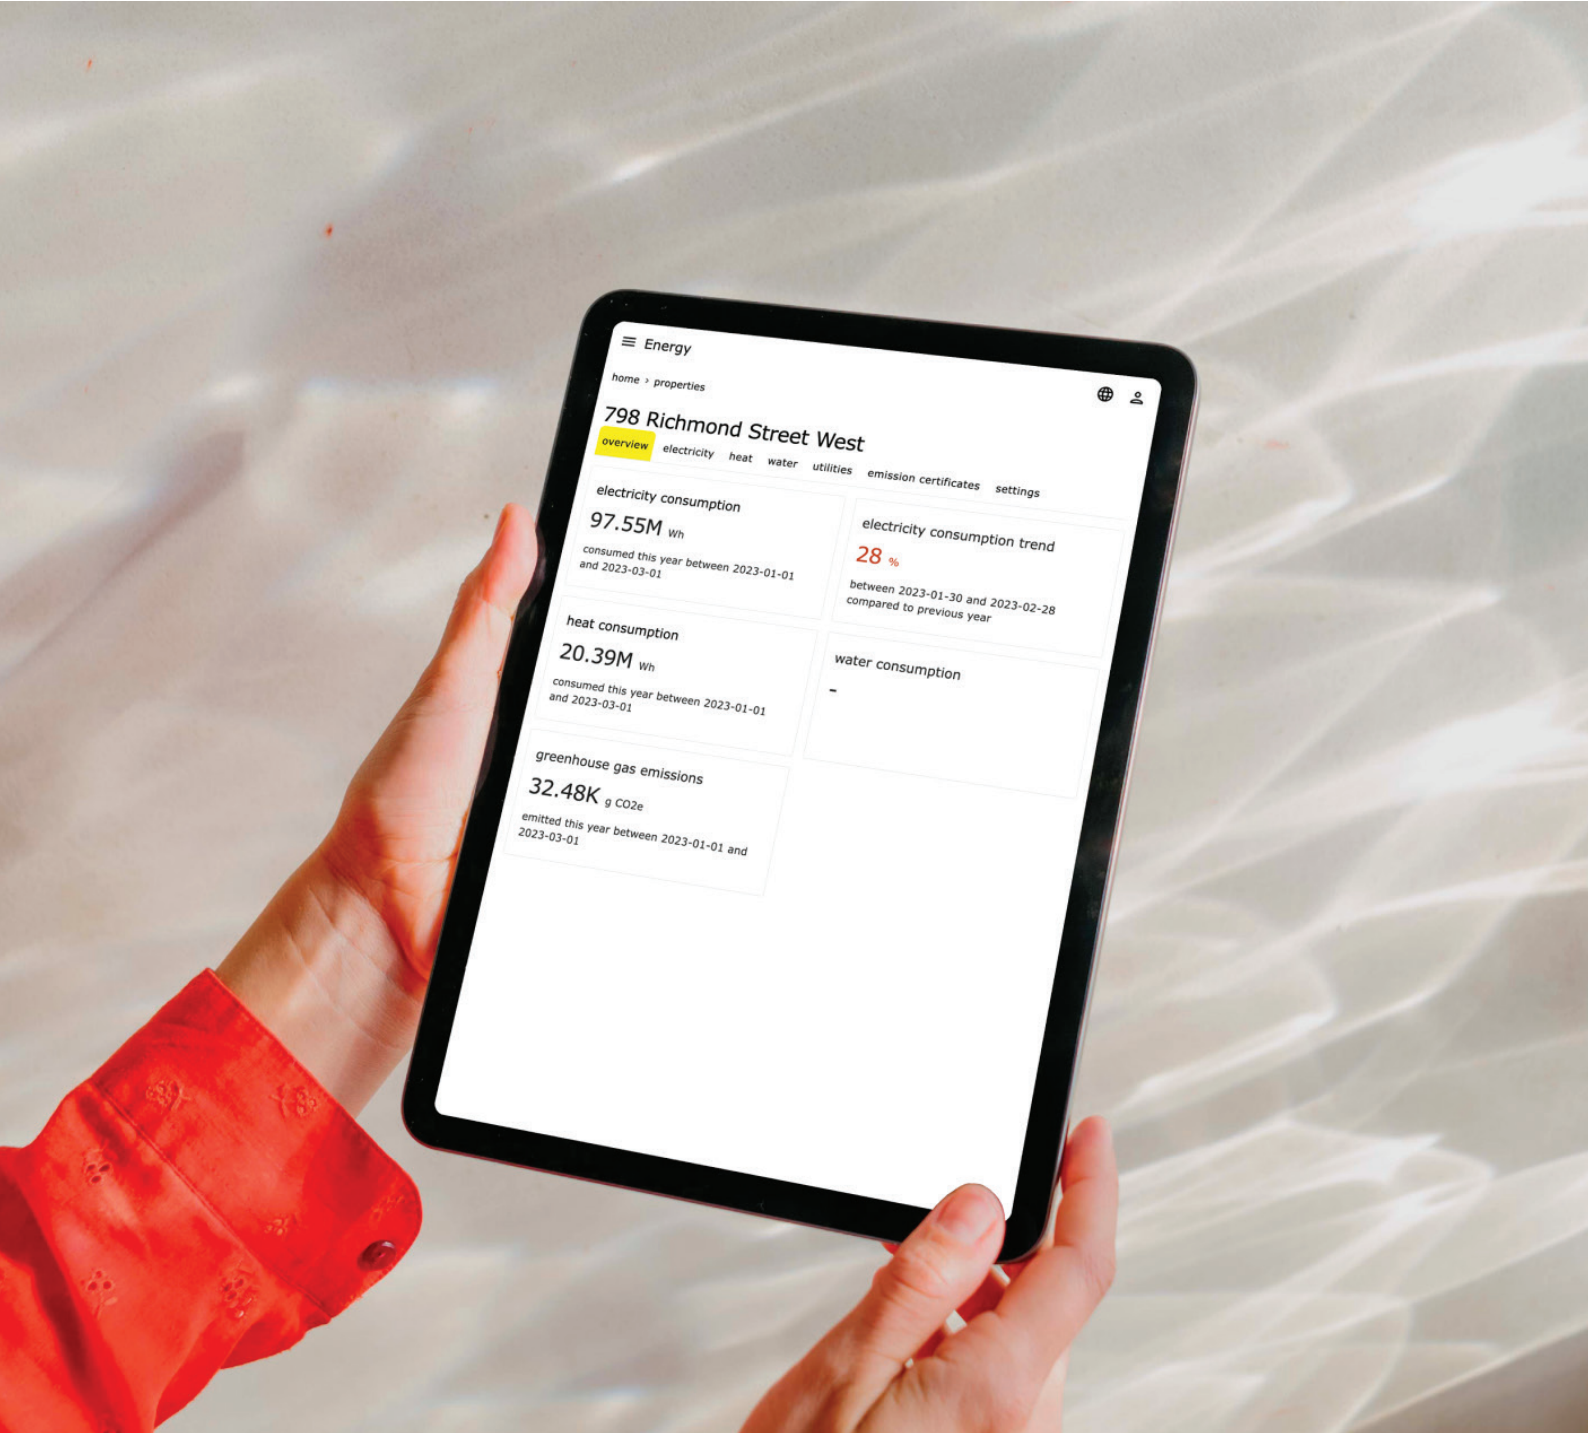 Energy
home › properties
798 Richmond Street West
overview electricity heat water utilities emission certificates settings
electricity consumption
97.55M Wh
consumed this year between 2023-01-01
and 2023-03-01
electricity consumption trend
28 %
between 2023-01-30 and 2023-02-28
compared to previous year
heat consumption
20.39M Wh
consumed this year between 2023-01-01
and 2023-03-01
water consumption
-
greenhouse gas emissions
32.48K g CO2e
emitted this year between 2023-01-01 and
2023-03-01